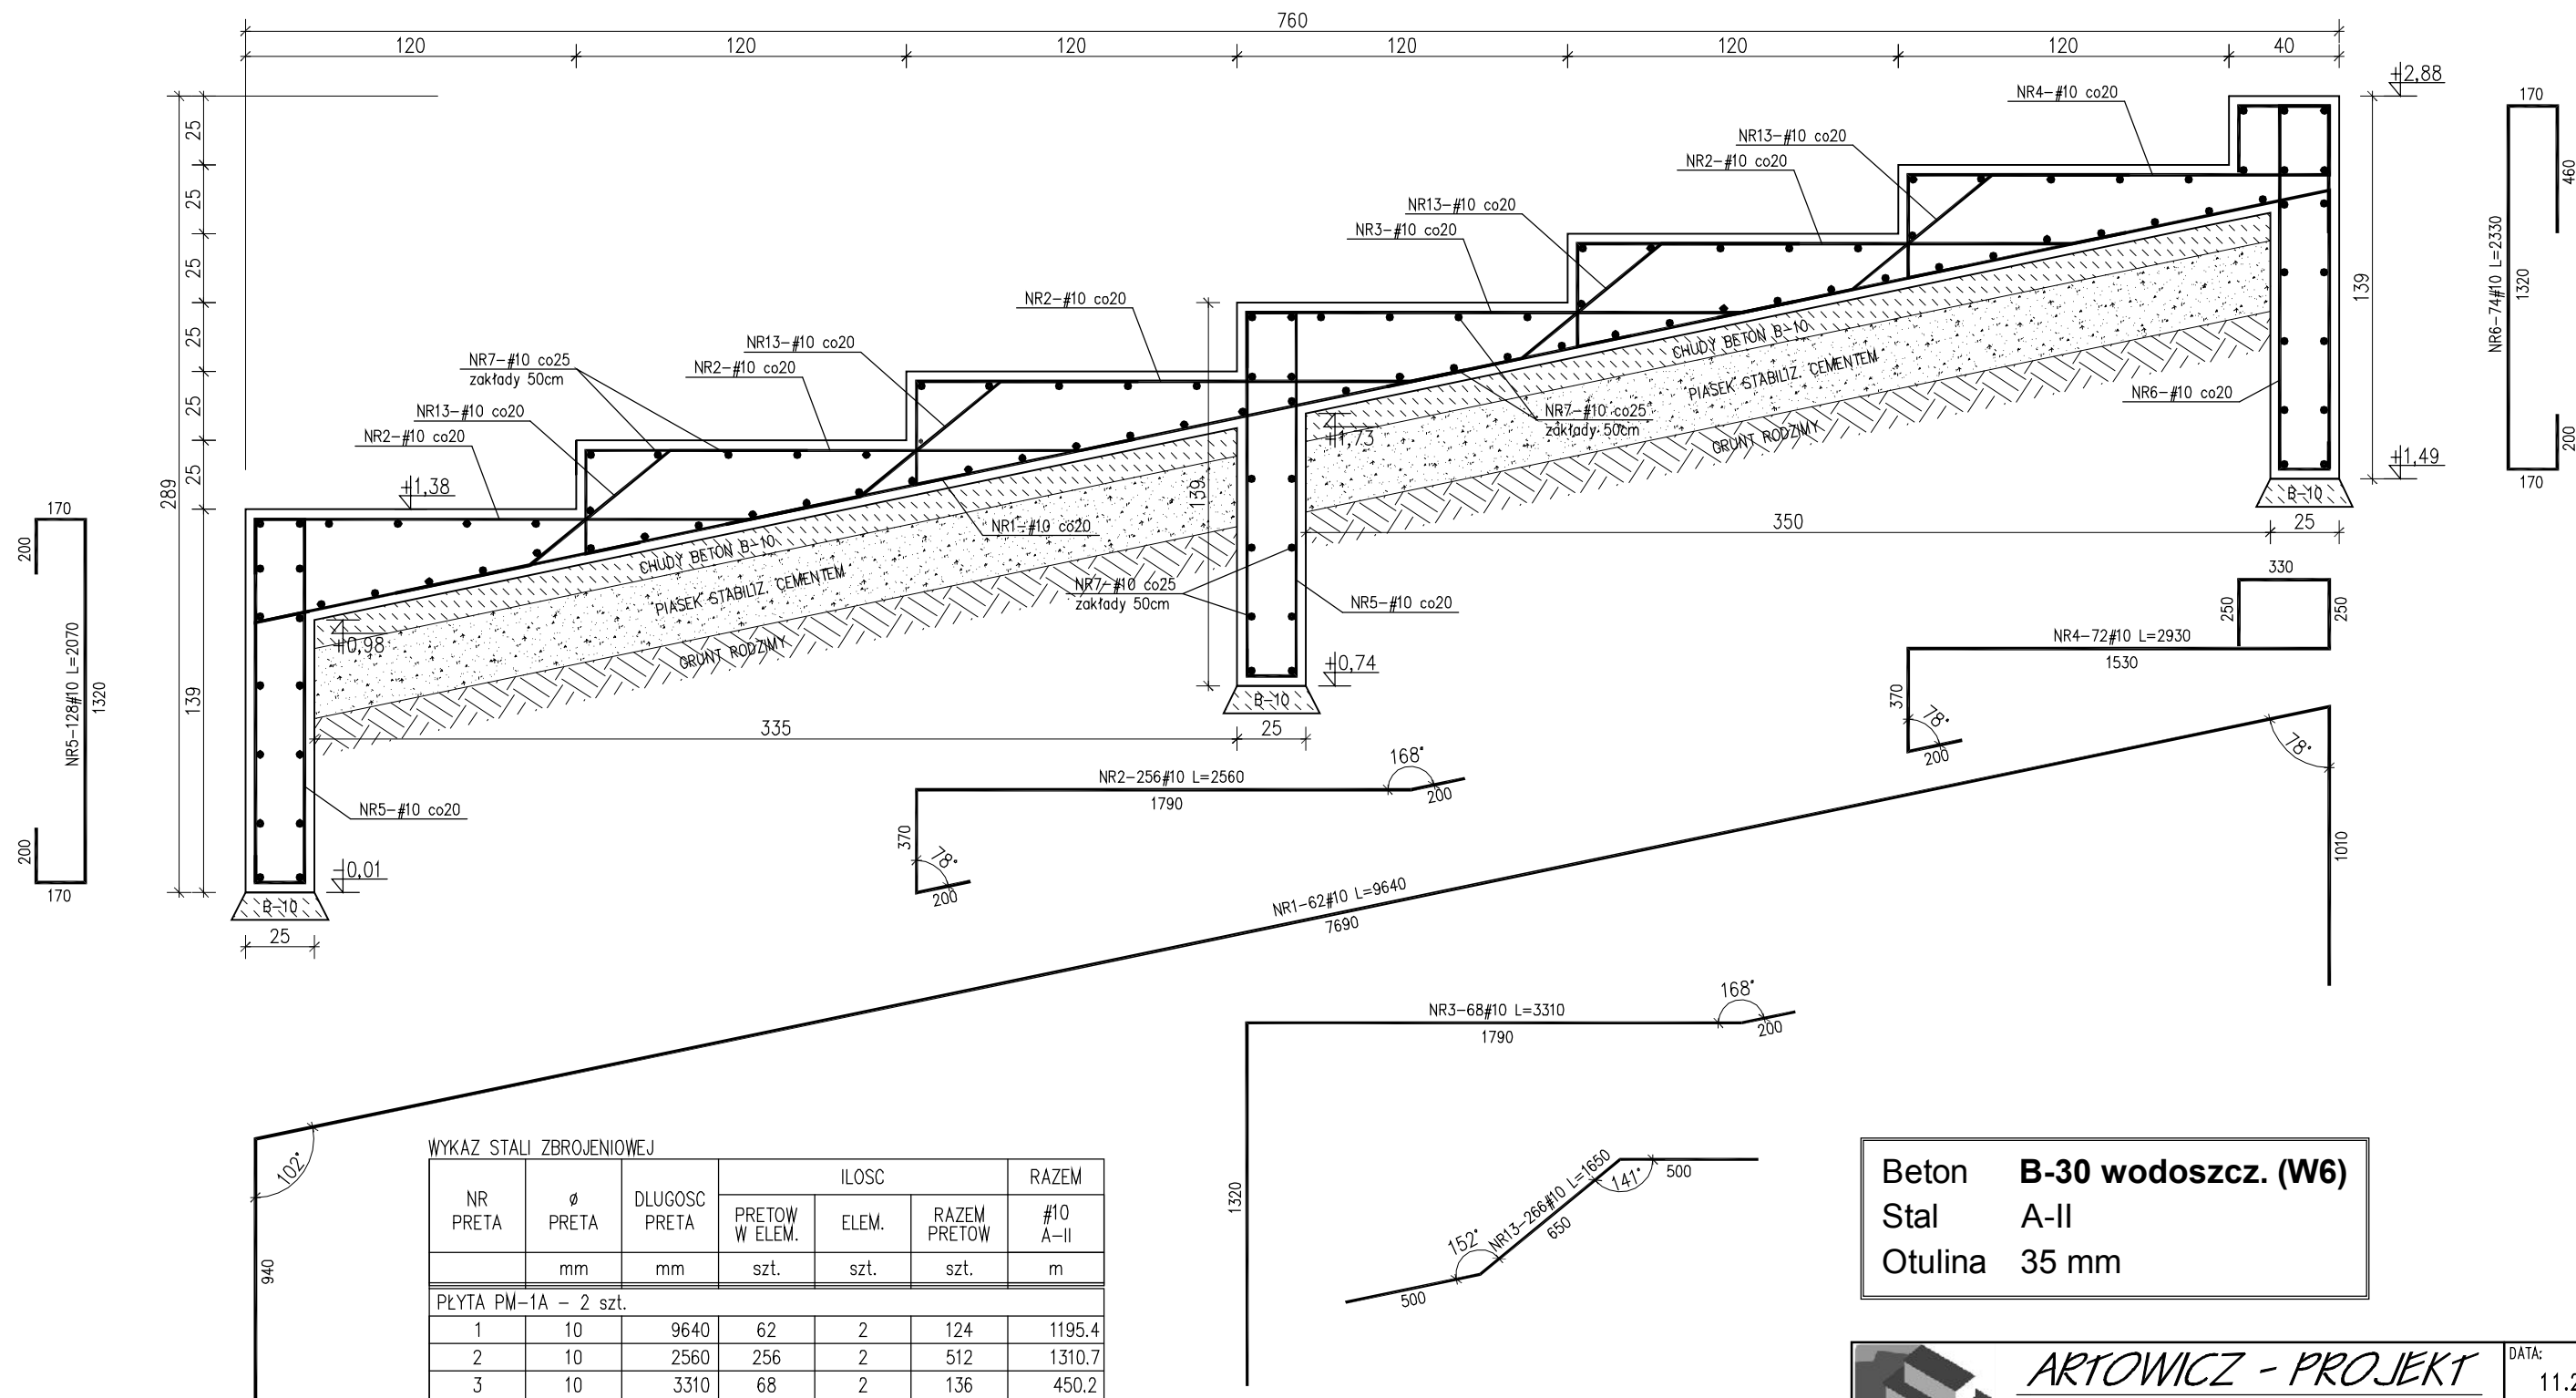 760
120 120 120 120 120 120 40
+2,88
NR4-#10 co20
NR13-#10 co20
NR2-#10 co20
NR13-#10 co20
NR3-#10 co20
NR2-#10 co20
NR13-#10 co20
NR2-#10 co20
NR7-#10 co25
zakłady 50cm
NR13-#10 co20
NR2-#10 co20
25
25
25
25
25
25
289
139
+1,38
139
139
170
460
NR6-74#10 L=2330
1320
200
170
CHUDY BETON B-10
PIASEK STABILIZ. CEMENTEM
GRUNT RODZIMY
+1,73
NR7-#10 co25
zakłady 50cm
NR6-#10 co20
+1,49
B-10
350 25
NR1-#10 co20
CHUDY BETON B-10
PIASEK STABILIZ. CEMENTEM
GRUNT RODZIMY
+0,98
NR7-#10 co25
zakłady 50cm
NR5-#10 co20
+0,74
B-10
335 25
170
200
NR5-128#10 L=2070
1320
200
170
NR5-#10 co20
-0,01
B-10
25
330
250
250
NR4-72#10 L=2930
1530
370
78°
200
NR2-256#10 L=2560
1790
168°
200
370
78°
200
78°
1010
NR1-62#10 L=9640
7690
102°
940
NR3-68#10 L=3310
1790
168°
200
1320
NR13-266#10 L=1650
650
141°
500
152°
500
WYKAZ STALI ZBROJENIOWEJ
NR PRETA ø PRETA DLUGOSC PRETA ILOSC RAZEM
PRETOW W ELEM. ELEM. RAZEM PRETOW #10 A-II
mm mm szt. szt. szt. m
PŁYTA PM-1A - 2 szt.
1 10 9640 62 2 124 1195.4
2 10 2560 256 2 512 1310.7
3 10 3310 68 2 136 450.2
Beton B-30 wodoszcz. (W6)
Stal A-II
Otulina 35 mm
ARTOWICZ - PROJEKT
DATA:
11.2